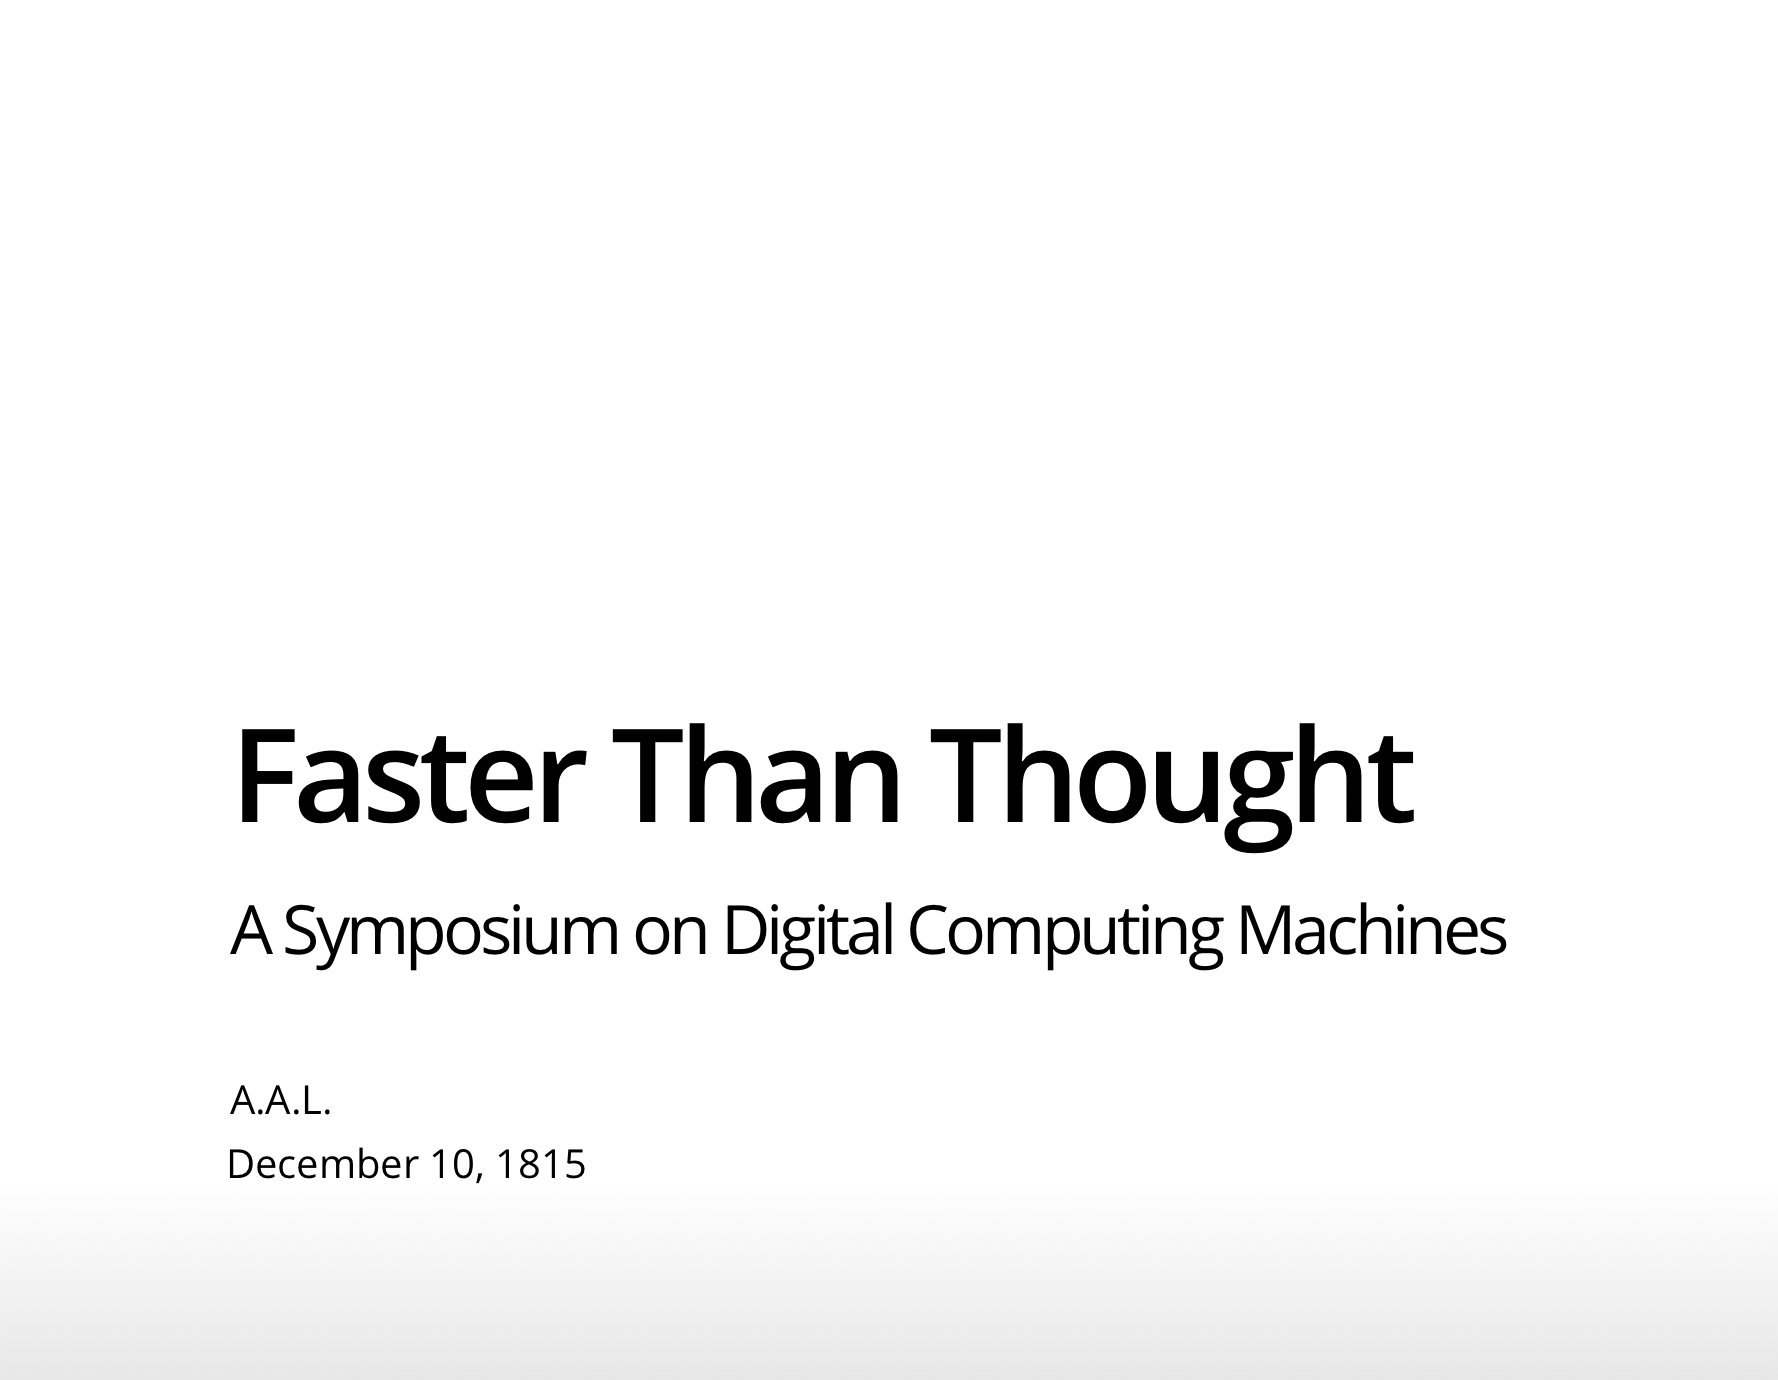 Faster Than Thought
A Symposium on Digital Computing Machines
A.A.L.
December 10, 1815